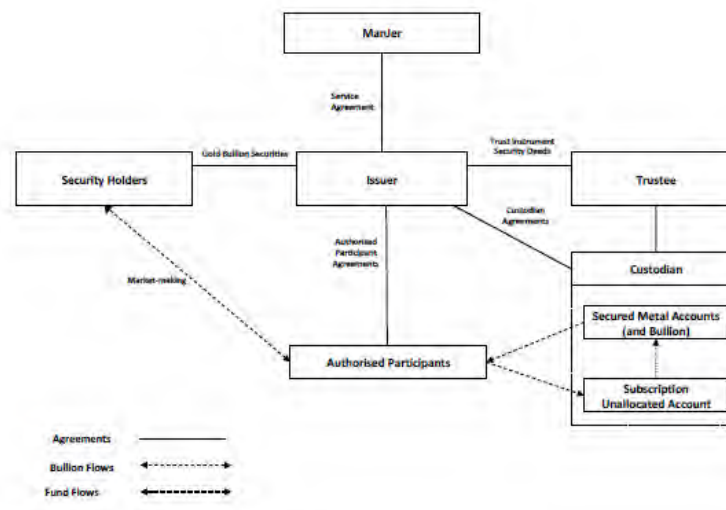 ManJer
Service
Agreement
Gold Bullion Securities
Trust Instrument
Security Deeds
Security Holders
Issuer
Trustee
Custodian
Agreements
Authorised
Participant
Agreements
Custodian
Market-making
Secured Metal Accounts
(and Bullion)
Authorised Participants
Subscription
Unallocated Account
Agreements
Bullion Flows
Fund Flows